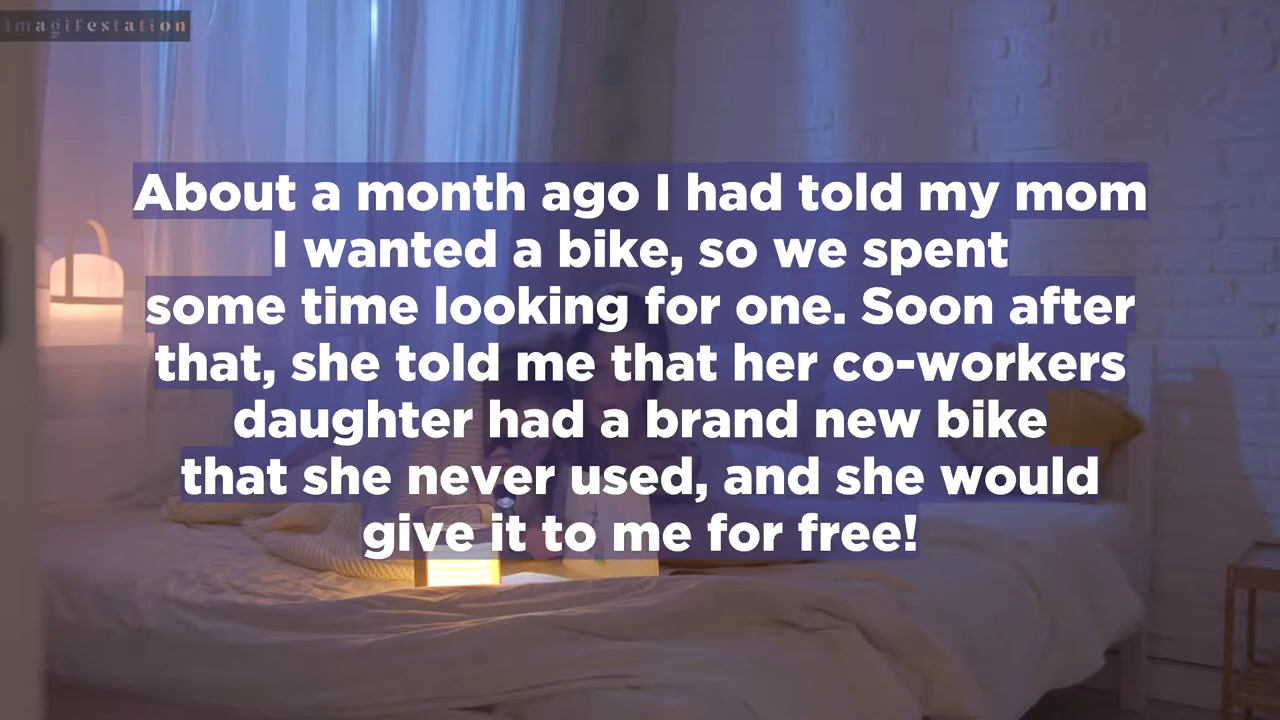 Imagifestation
About a month ago I had told my mom
I wanted a bike, so we spent
some time looking for one. Soon after
that, she told me that her co-workers
daughter had a brand new bike
that she never used, and she would
give it to me for free!